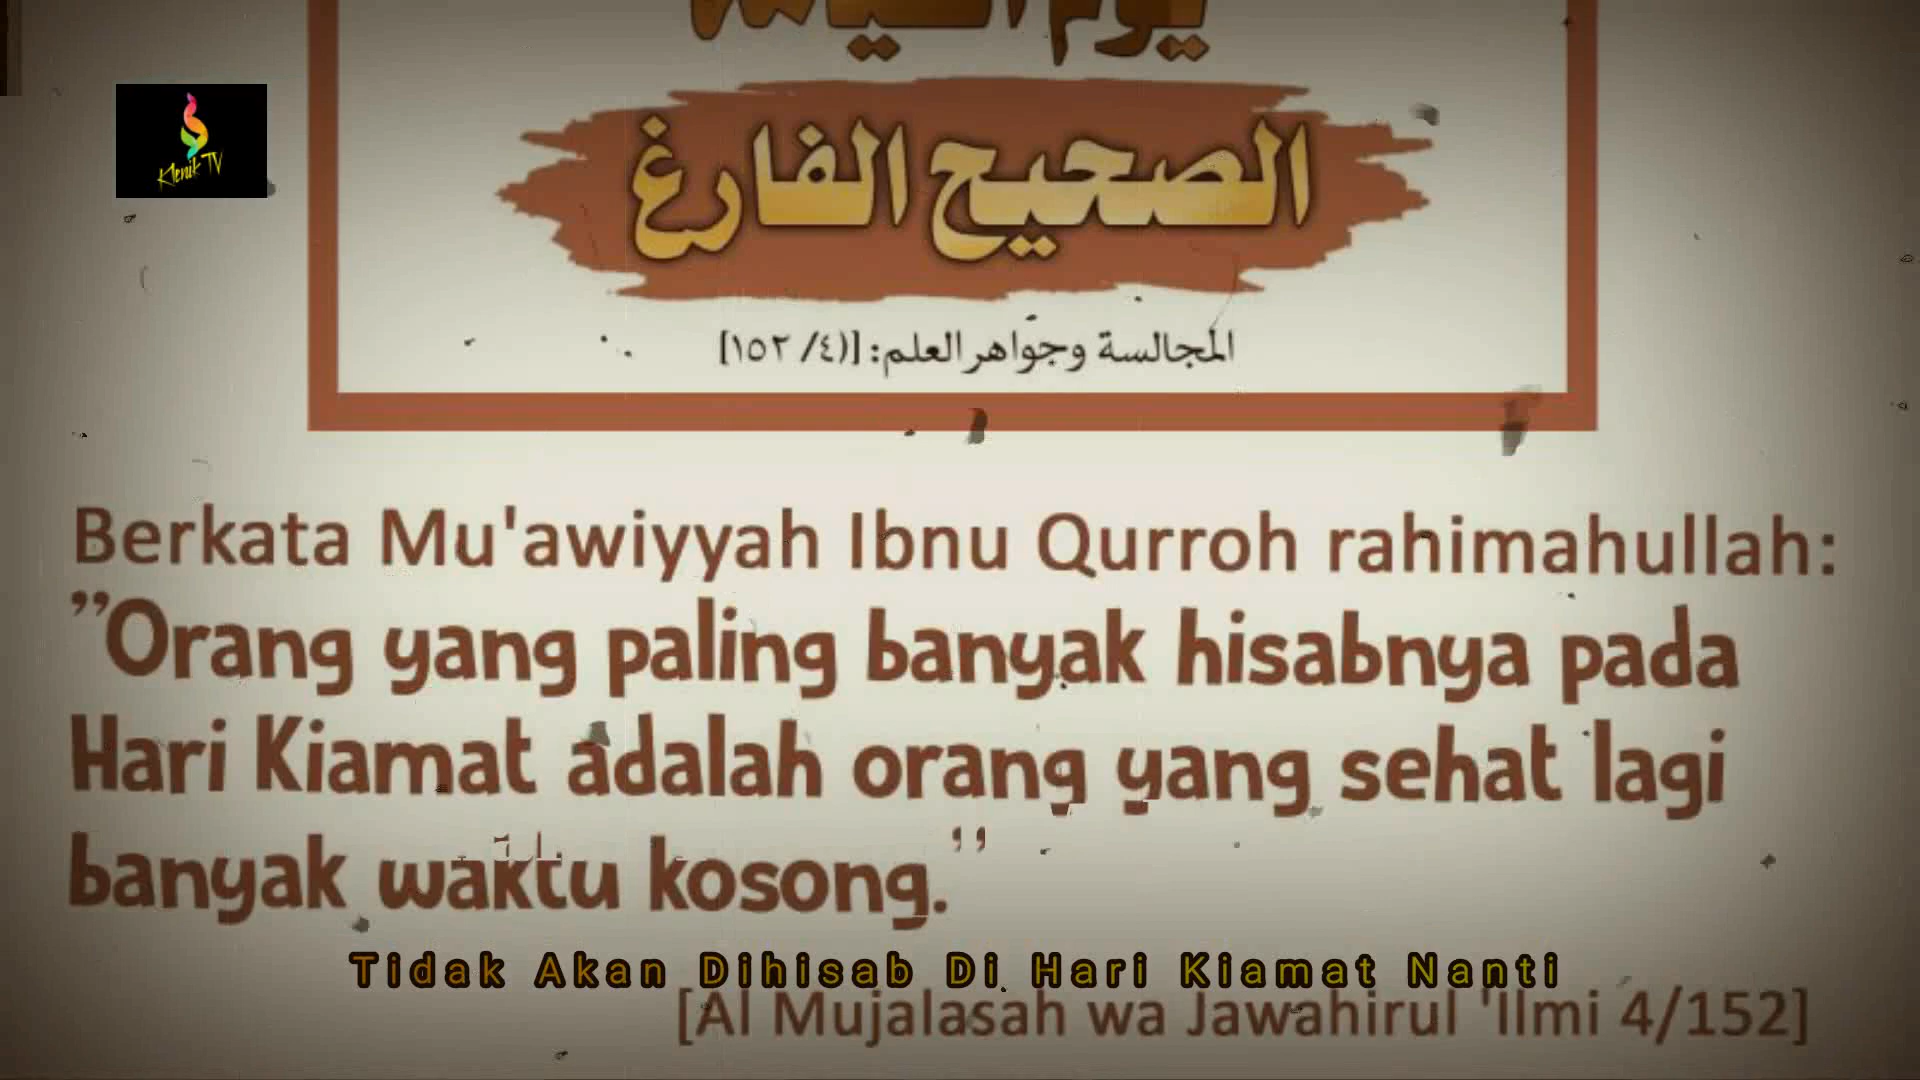 الصحيح الفارغ
المجالسة وجواهر العلم: [(٤/ ١٥٢]
Klenik TV
Berkata Mu'awiyyah Ibnu Qurroh rahimahullah:
”Orang yang paling banyak hisabnya pada
Hari Kiamat adalah orang yang sehat lagi
banyak waktu kosong.”
Tidak Akan Dihisab Di Hari Kiamat Nanti
[Al Mujalasah wa Jawahirul 'Ilmi 4/152]